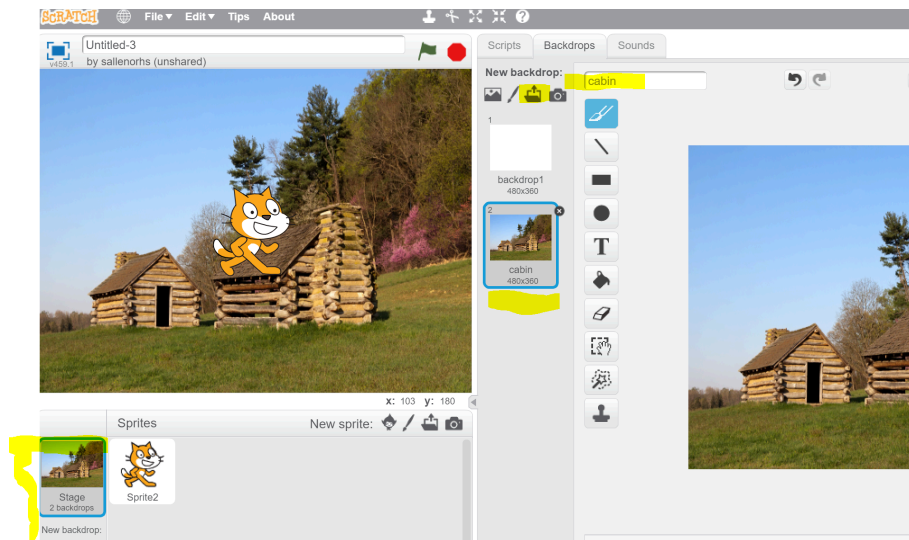 SCRATCH File Edit Tips About
v459.1 Untitled-3
by sallenorhs (unshared)
Scripts Backdrops Sounds
New backdrop:
cabin
1
backdrop1
480x360
2
cabin
480x360
T
x: 103 y: 180
Sprites New sprite:
Stage
2 backdrops
New backdrop:
Sprite2